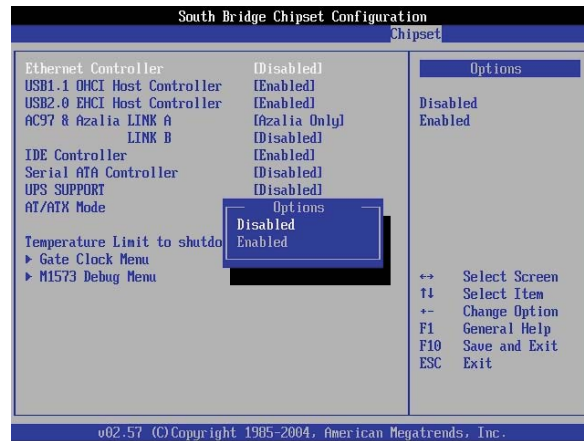 South Bridge Chipset Configuration
Chipset
Ethernet Controller [Disabled]
USB1.1 OHCI Host Controller [Enabled]
USB2.0 EHCI Host Controller [Enabled]
AC97 & Azalia LINK A [Azalia Only]
LINK B [Disabled]
IDE Controller [Enabled]
Serial ATA Controller [Disabled]
UPS SUPPORT [Disabled]
AT/ATX Mode
Temperature Limit to shutdo
▶ Gate Clock Menu
▶ M1573 Debug Menu
Options
Disabled
Enabled
Options
Disabled
Enabled
↔ Select Screen
↑↓ Select Item
+- Change Option
F1 General Help
F10 Save and Exit
ESC Exit
v02.57 (C)Copyright 1985-2004, American Megatrends, Inc.